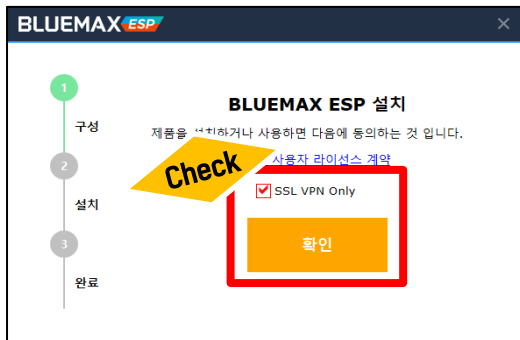 BLUEMAX ESP
1
구성
2
설치
3
완료
BLUEMAX ESP 설치
제품을 설치하거나 사용하면 다음에 동의하는 것 입니다.
사용자 라이선스 계약
Check
SSL VPN Only
확인